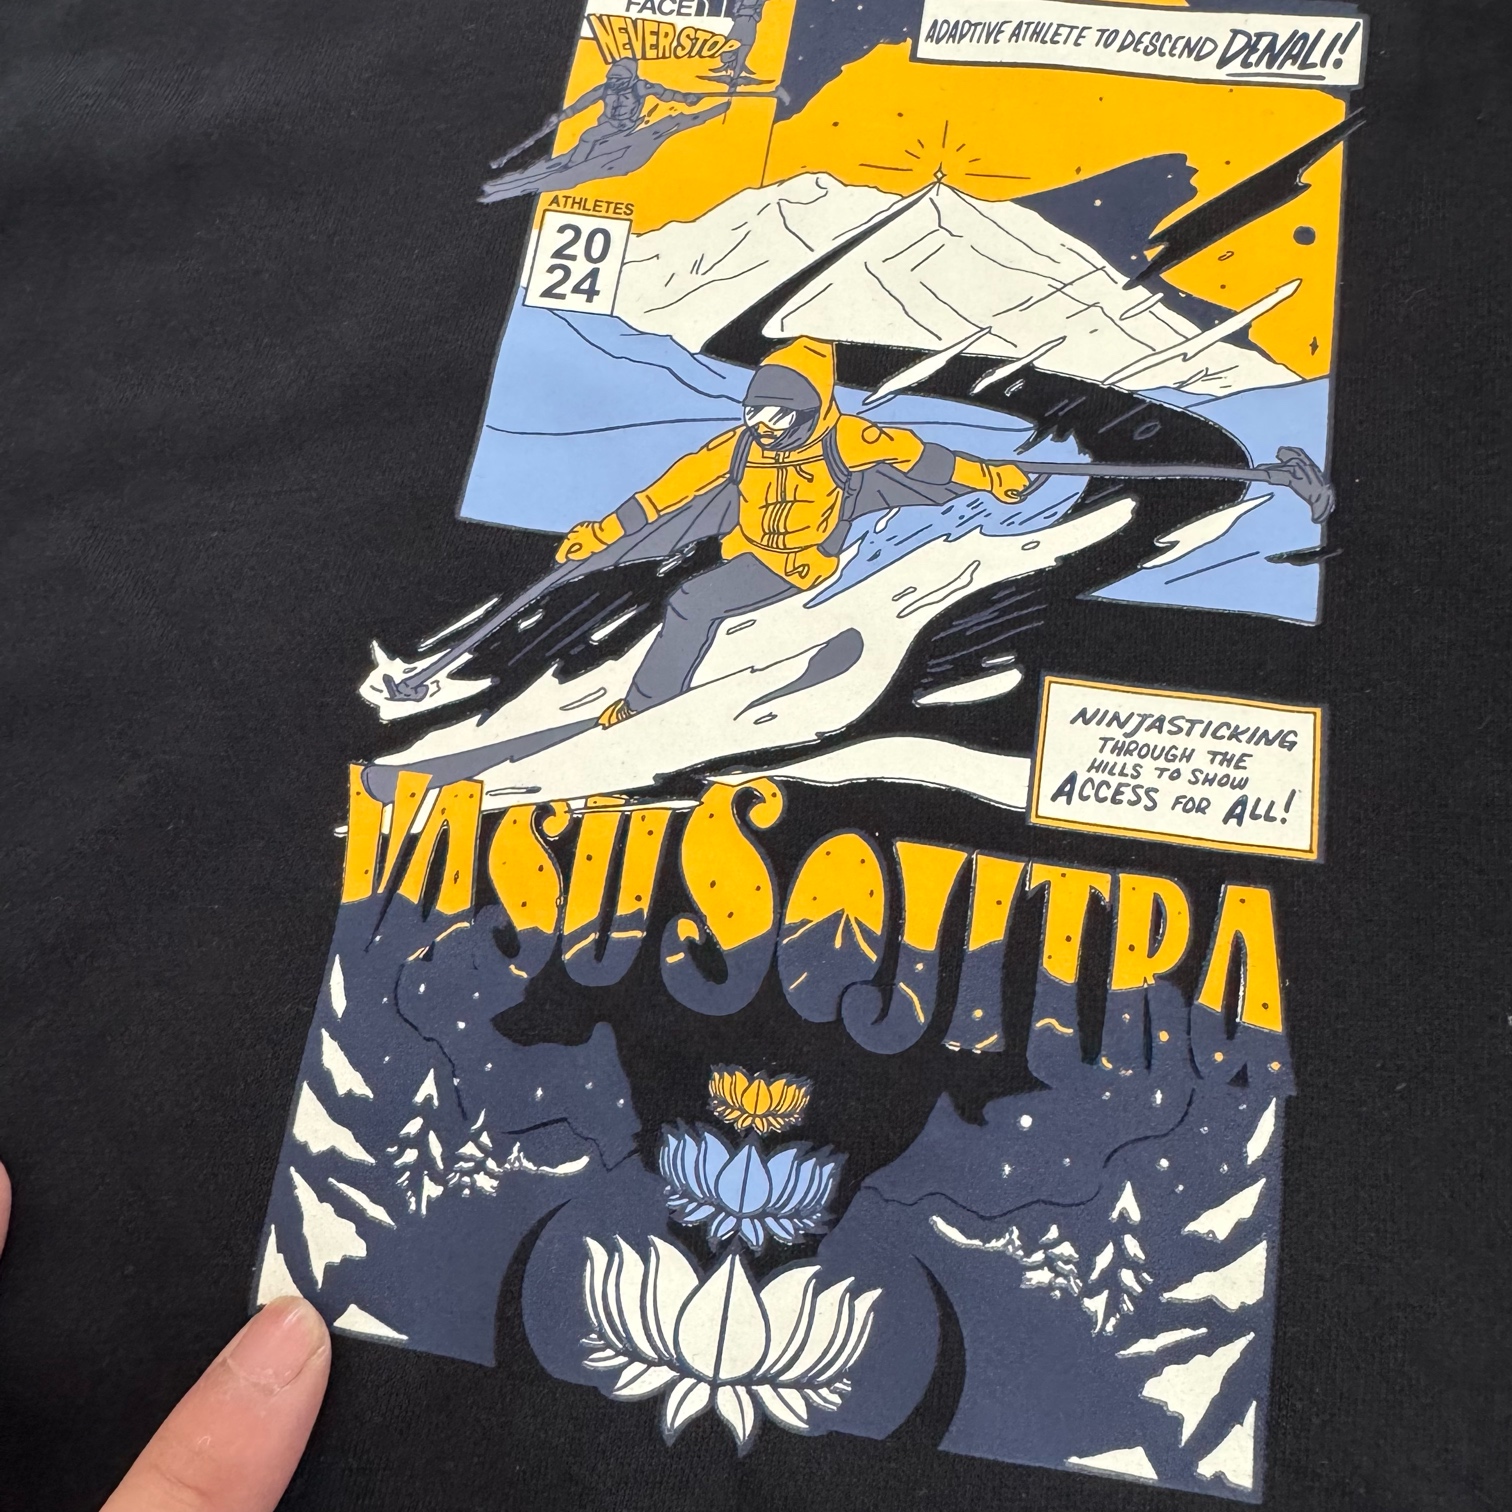 FACE
NEVER STOP
ADAPTIVE ATHLETE TO DESCEND DENALI!
ATHLETES
20
24
NINJASTICKING
THROUGH THE
HILLS TO SHOW
ACCESS FOR ALL!
VASU SOJITRA